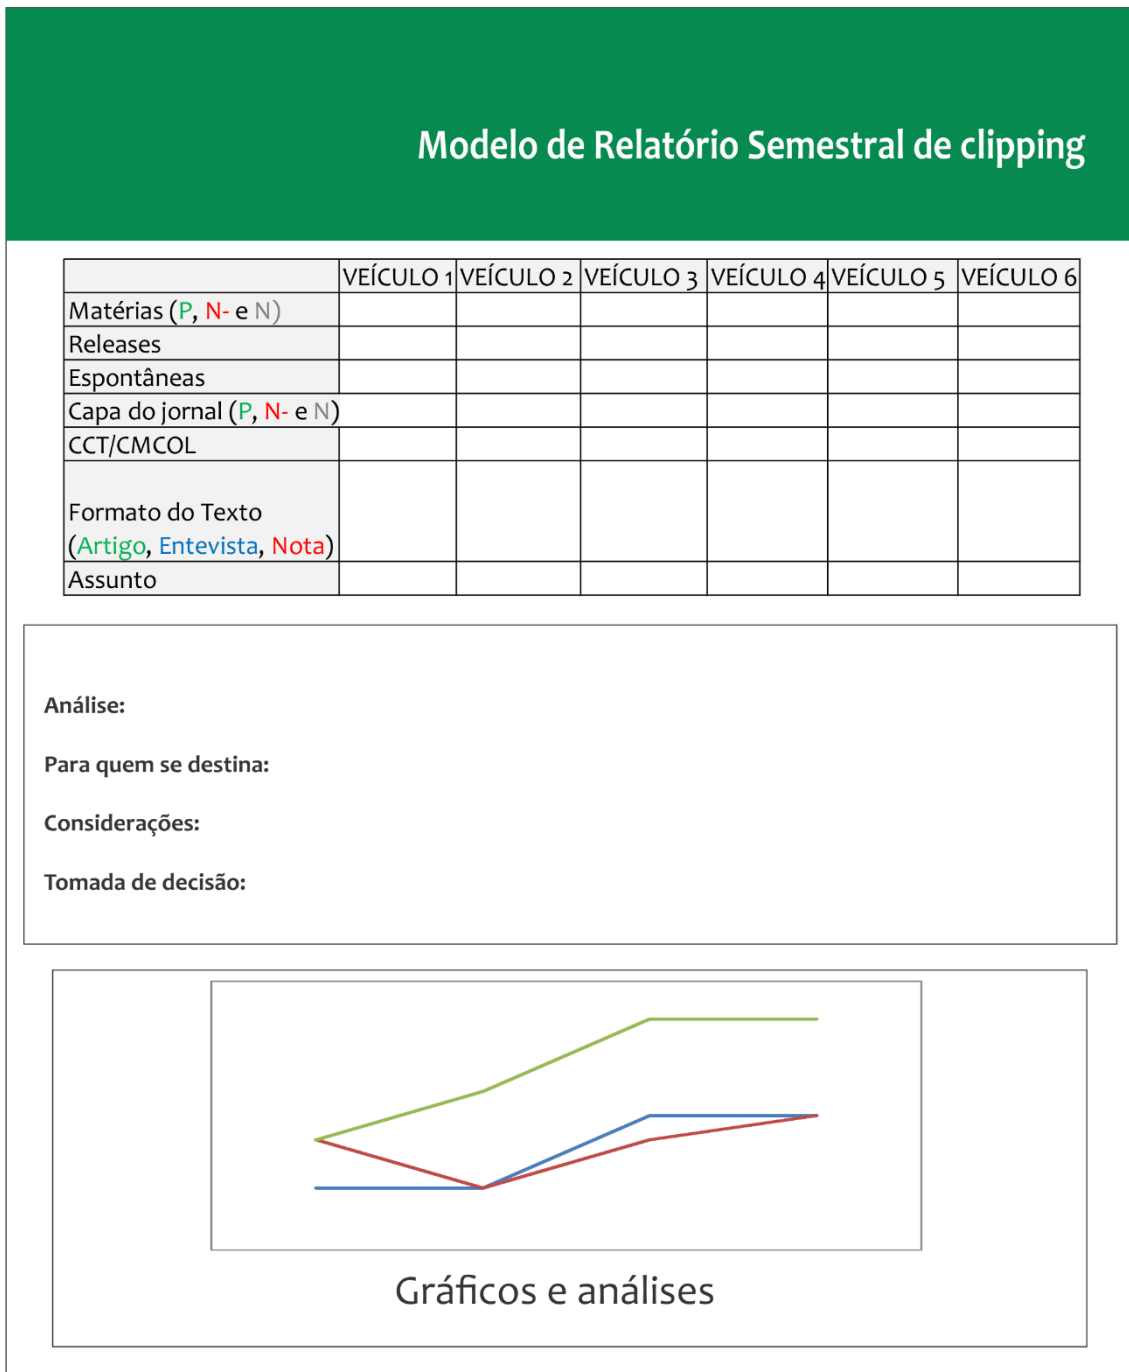 Modelo de Relatório Semestral de clipping
VEÍCULO 1 VEÍCULO 2 VEÍCULO 3 VEÍCULO 4 VEÍCULO 5 VEÍCULO 6
Matérias (P, N- e N)
Releases
Espontâneas
Capa do jornal (P, N- e N)
CCT/CMCOL
Formato do Texto
(Artigo, Entevista, Nota)
Assunto
Análise:
Para quem se destina:
Considerações:
Tomada de decisão:
Gráficos e análises